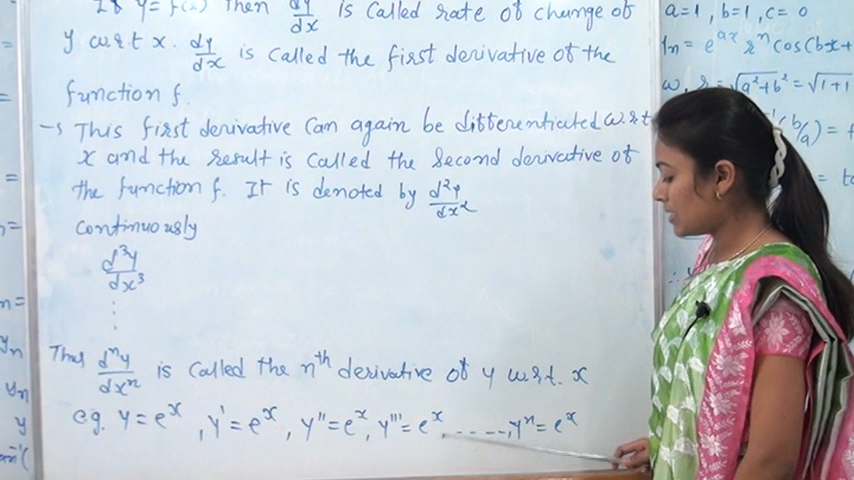 If y = f(x) Then dy/dx is called rate of change of
y w.r.t x. dy/dx is called the first derivative of the
function f.
→ This first derivative can again be differentiated w.r.t
x and the result is called the second derivative of
the function f. It is denoted by d²y/dx²
continuously
d³y/dx³
⋮
Thus dⁿy/dxⁿ is called the nᵗʰ derivative of y w.r.t. x
eg. y = eˣ, y' = eˣ, y'' = eˣ, y''' = eˣ, ......, yⁿ = eˣ
a=1, b=1, c=0
= e^(ax) rⁿ cos(bx+
= √(a²+b²) = √(1+1
(b/a) =